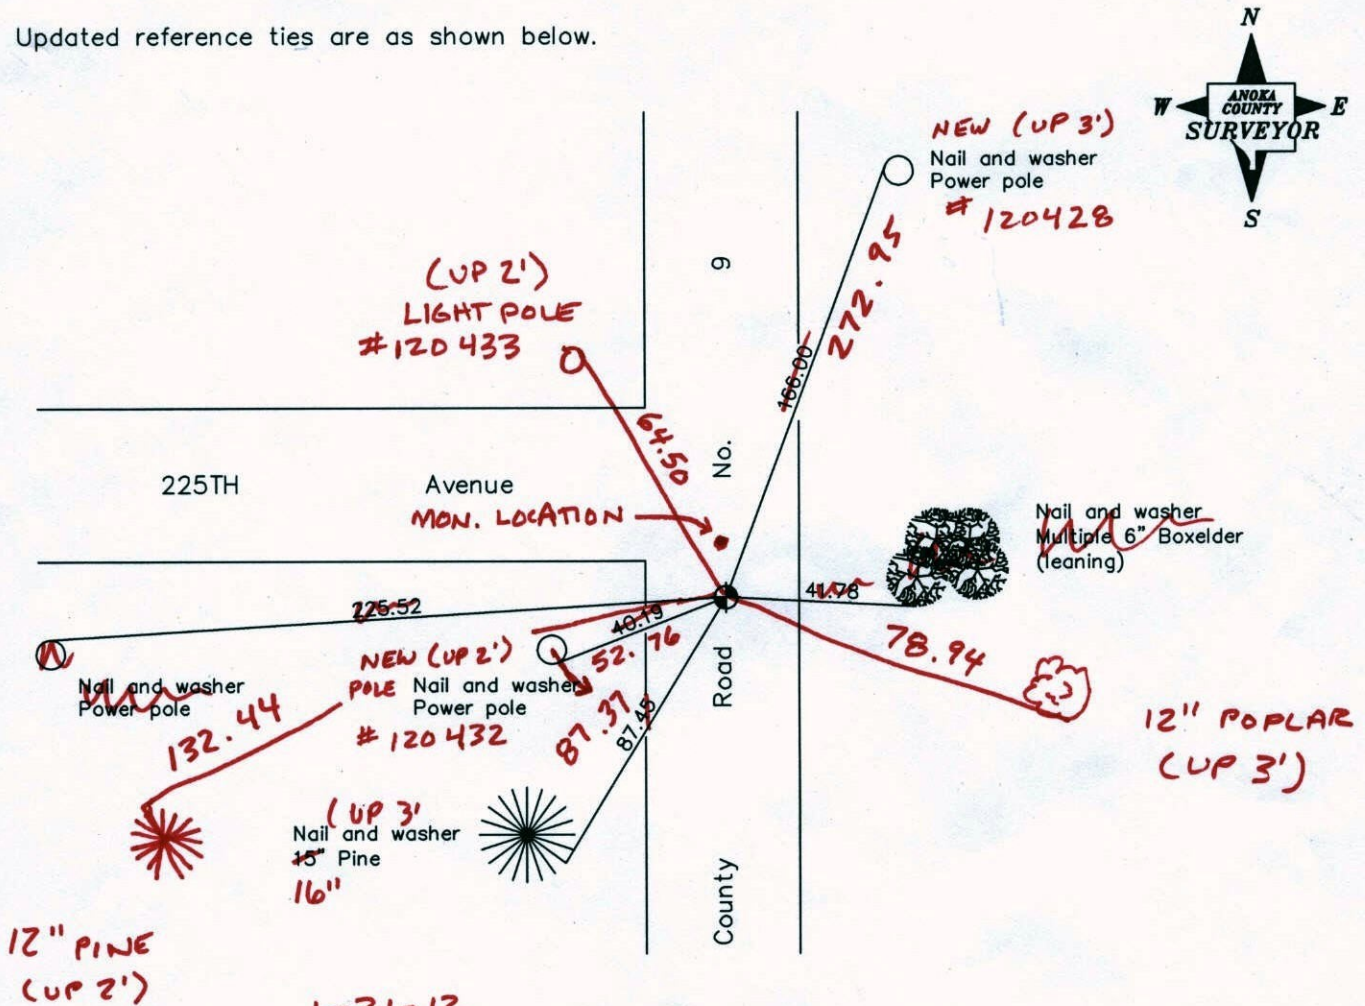 Updated reference ties are as shown below.
N
W
ANOKA
COUNTY
E
SURVEYOR
S
NEW (UP 3')
Nail and washer
Power pole
# 120428
272.95
166.00
(UP 2')
LIGHT POLE
#120433
64.50
9
No.
Road
County
225TH Avenue
MON. LOCATION
Nail and washer
Multiple 6" Boxelder
(leaning)
41.78
225.52
40.19
52.76
78.94
Nail and washer
Power pole
NEW (UP 2')
POLE
Nail and washer
Power pole
# 120432
87.37
87.45
132.44
12" POPLAR
(UP 3')
(UP 3'
Nail and washer
15" Pine
16"
12" PINE
(UP 2')